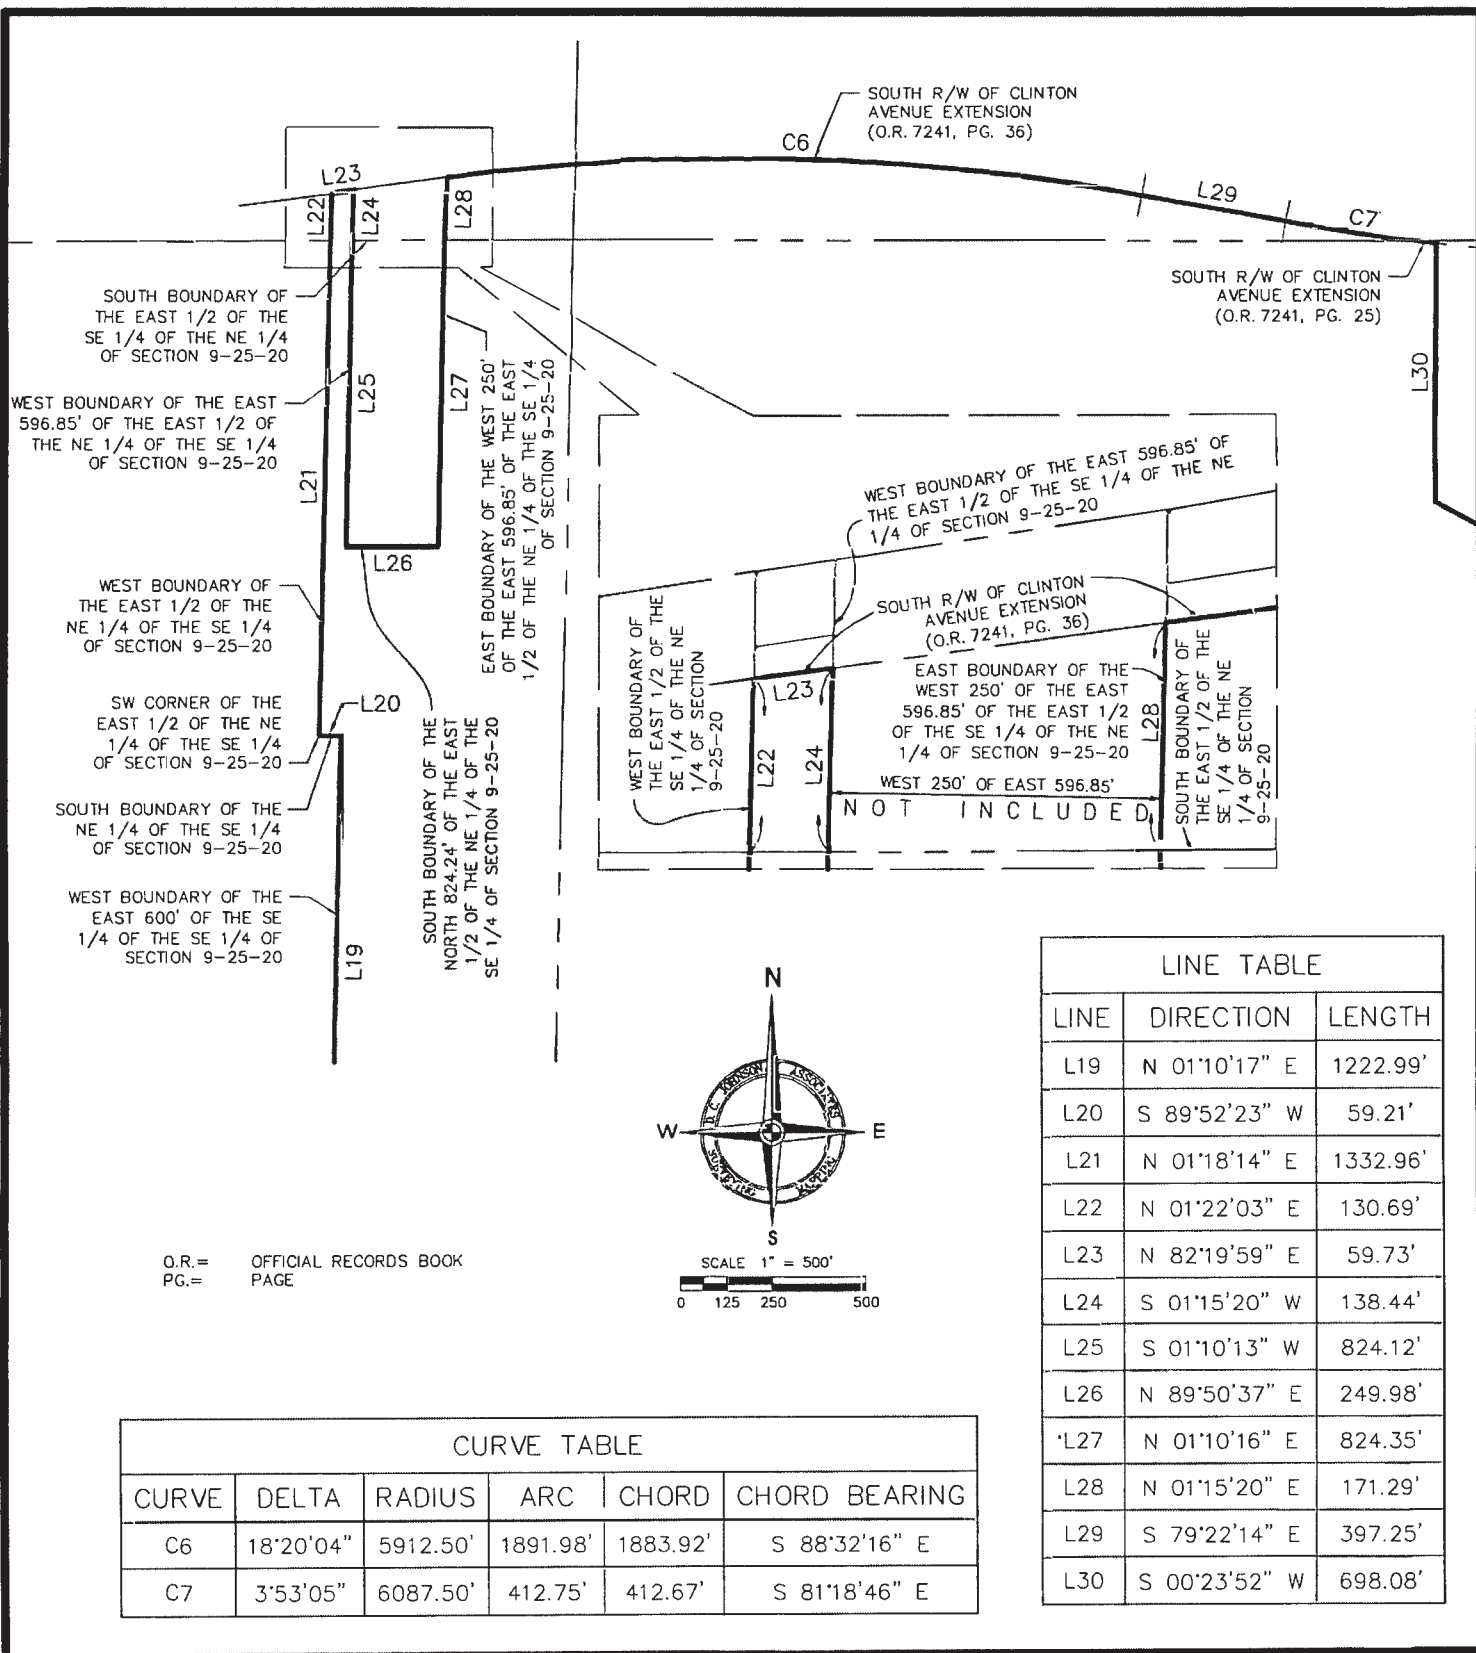 SOUTH R/W OF CLINTON
AVENUE EXTENSION
(O.R. 7241, PG. 36)
C6
L23
L22
L24
L28
L29
C7
SOUTH R/W OF CLINTON
AVENUE EXTENSION
(O.R. 7241, PG. 25)
L30
SOUTH BOUNDARY OF
THE EAST 1/2 OF THE
SE 1/4 OF THE NE 1/4
OF SECTION 9-25-20
WEST BOUNDARY OF THE EAST
596.85' OF THE EAST 1/2 OF
THE NE 1/4 OF THE SE 1/4
OF SECTION 9-25-20
L21
L25
L27
L26
EAST BOUNDARY OF THE WEST 250'
OF THE EAST 596.85' OF THE EAST
1/2 OF THE NE 1/4 OF THE SE 1/4
OF SECTION 9-25-20
WEST BOUNDARY OF
THE EAST 1/2 OF THE
NE 1/4 OF THE SE 1/4
OF SECTION 9-25-20
SW CORNER OF THE
EAST 1/2 OF THE NE
1/4 OF THE SE 1/4
OF SECTION 9-25-20
L20
SOUTH BOUNDARY OF THE
NE 1/4 OF THE SE 1/4
OF SECTION 9-25-20
WEST BOUNDARY OF THE
EAST 600' OF THE SE
1/4 OF THE SE 1/4 OF
SECTION 9-25-20
L19
SOUTH BOUNDARY OF THE
NORTH 824.24' OF THE EAST
1/2 OF THE NE 1/4 OF THE
SE 1/4 OF SECTION 9-25-20
WEST BOUNDARY OF THE EAST 596.85' OF
THE EAST 1/2 OF THE SE 1/4 OF THE NE
1/4 OF SECTION 9-25-20
SOUTH R/W OF CLINTON
AVENUE EXTENSION
(O.R. 7241, PG. 36)
WEST BOUNDARY OF
THE EAST 1/2 OF THE
SE 1/4 OF THE NE
1/4 OF SECTION
9-25-20
L23
L22
L24
EAST BOUNDARY OF THE
WEST 250' OF THE EAST
596.85' OF THE EAST 1/2
OF THE SE 1/4 OF THE NE
1/4 OF SECTION 9-25-20
L28
WEST 250' OF EAST 596.85'
NOT INCLUDED
SOUTH BOUNDARY OF
THE EAST 1/2 OF THE
SE 1/4 OF THE NE
1/4 OF SECTION
9-25-20
N
W
E
S
D. C. JOHNSON ASSOCIATES
SURVEYING MAPPING
SCALE 1" = 500'
0 125 250 500
O.R.= OFFICIAL RECORDS BOOK
PG.= PAGE
LINE TABLE
LINE DIRECTION LENGTH
L19 N 01°10'17" E 1222.99'
L20 S 89°52'23" W 59.21'
L21 N 01°18'14" E 1332.96'
L22 N 01°22'03" E 130.69'
L23 N 82°19'59" E 59.73'
L24 S 01°15'20" W 138.44'
L25 S 01°10'13" W 824.12'
L26 N 89°50'37" E 249.98'
L27 N 01°10'16" E 824.35'
L28 N 01°15'20" E 171.29'
L29 S 79°22'14" E 397.25'
L30 S 00°23'52" W 698.08'
CURVE TABLE
CURVE DELTA RADIUS ARC CHORD CHORD BEARING
C6 18°20'04" 5912.50' 1891.98' 1883.92' S 88°32'16" E
C7 3°53'05" 6087.50' 412.75' 412.67' S 81°18'46" E